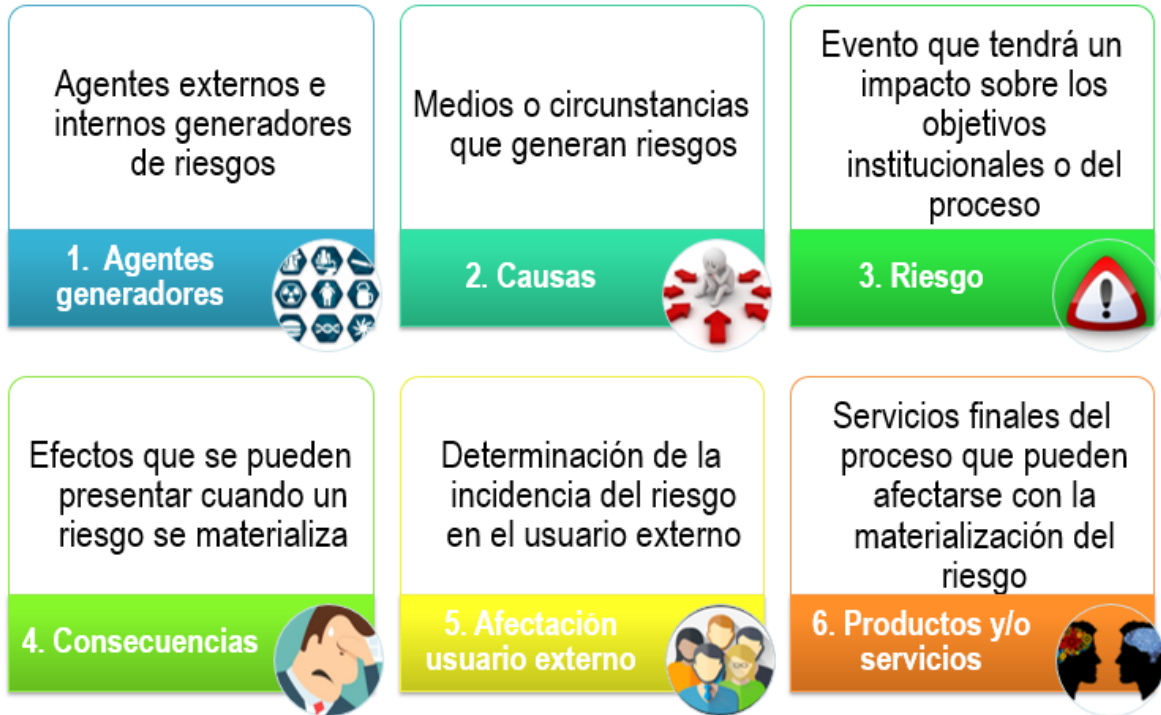 Agentes externos e
internos generadores
de riesgos
1. Agentes
generadores
Medios o circunstancias
que generan riesgos
2. Causas
Evento que tendrá un
impacto sobre los
objetivos
institucionales o del
proceso
3. Riesgo
Efectos que se pueden
presentar cuando un
riesgo se materializa
4. Consecuencias
Determinación de la
incidencia del riesgo
en el usuario externo
5. Afectación
usuario externo
Servicios finales del
proceso que pueden
afectarse con la
materialización del
riesgo
6. Productos y/o
servicios